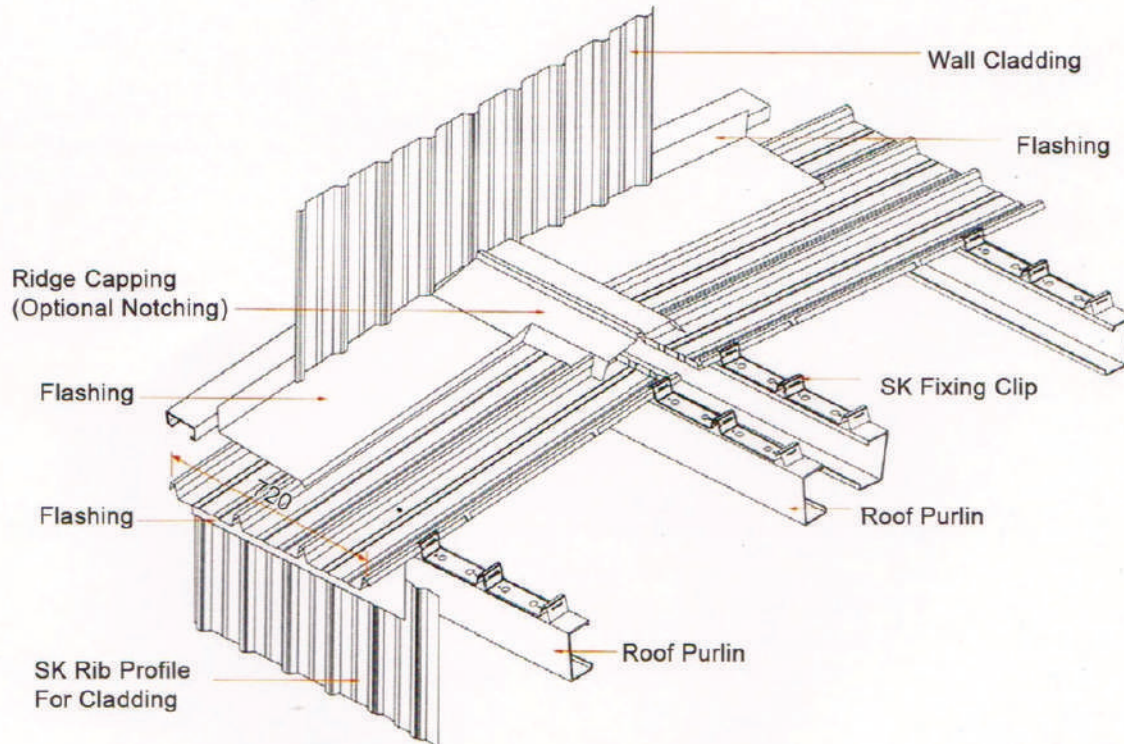 Wall Cladding
Flashing
Ridge Capping
(Optional Notching)
Flashing
SK Fixing Clip
720
Flashing
Roof Purlin
Roof Purlin
SK Rib Profile
For Cladding